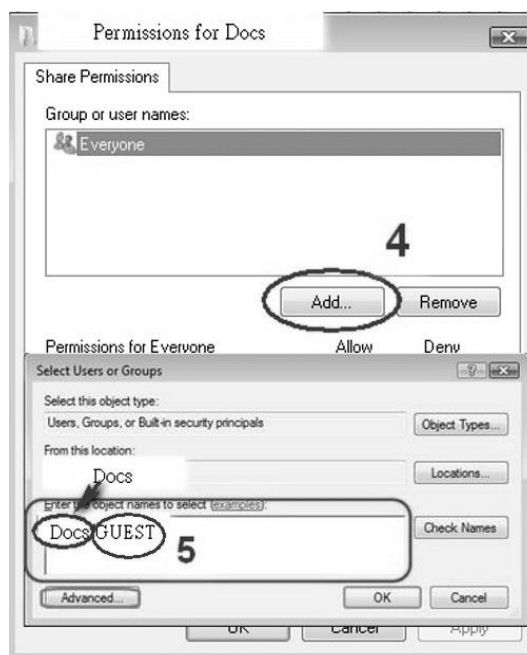 Permissions for Docs
Share Permissions
Group or user names:
Everyone
4
Add... Remove
Permissions for Everyone Allow Deny
Select Users or Groups
Select this object type:
Users, Groups, or Built-in security principals Object Types...
From this location:
Docs Locations...
Enter the object names to select (examples):
Docs GUEST 5 Check Names
Advanced... OK Cancel
OK Cancel Apply